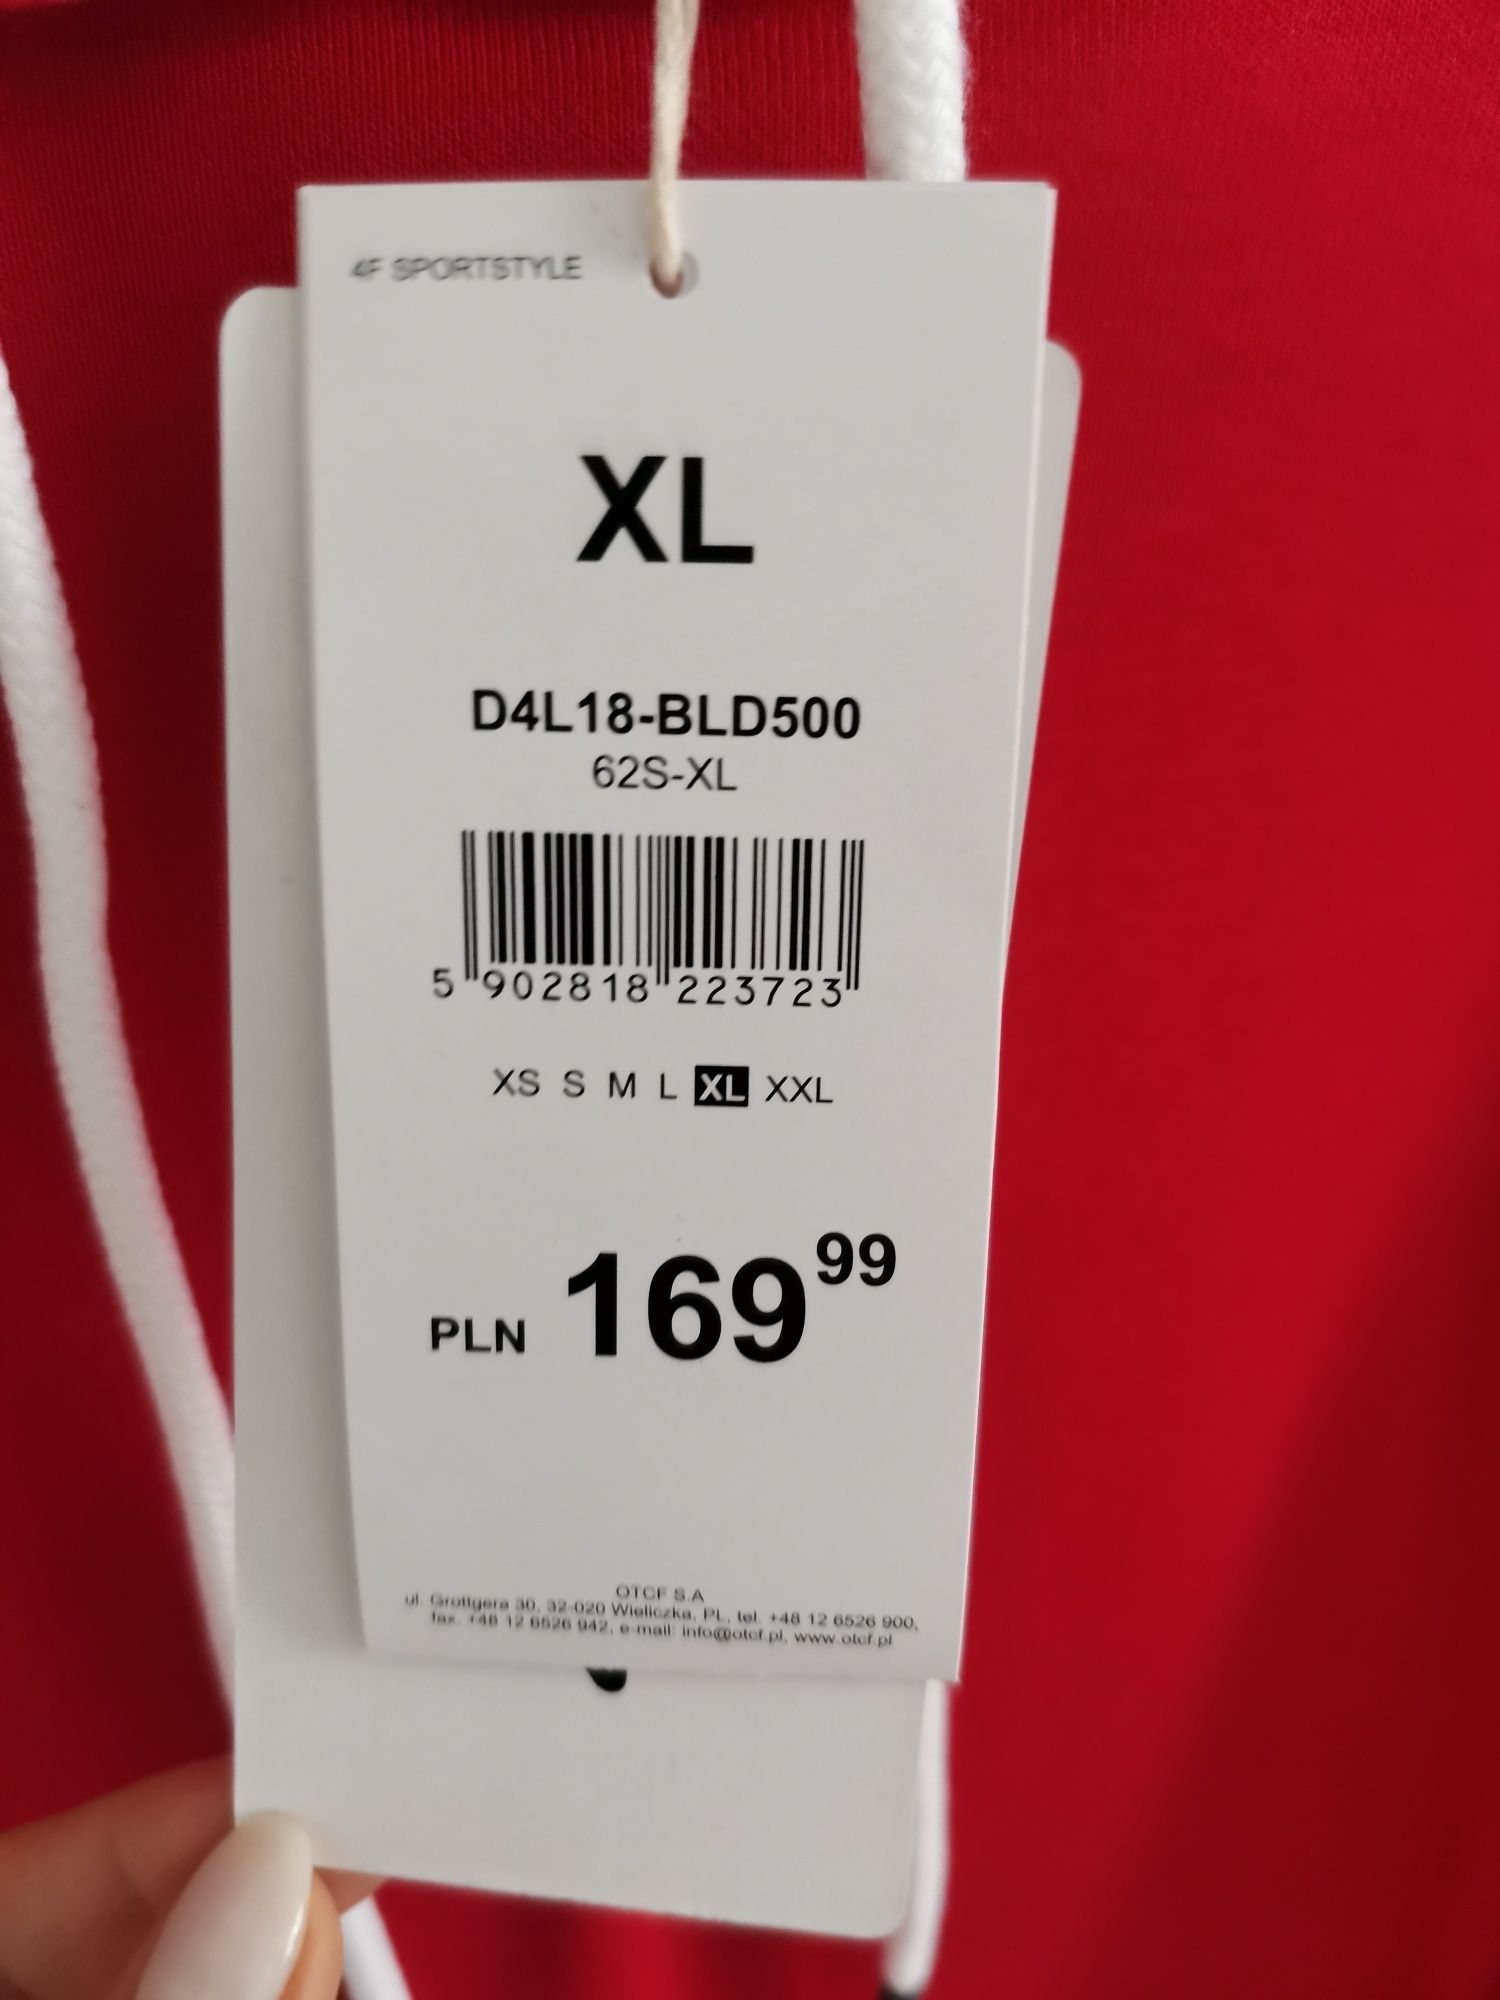 4F SPORTSTYLE
XL
D4L18-BLD500
62S-XL
5 902818 223723
XS S M L XL XXL
PLN 169 99
OTCF S.A
ul. Grottgera 30, 32-020 Wieliczka, PL, tel. +48 12 6526 900,
fax. +48 12 6526 942, e-mail: info@otcf.pl, www.otcf.pl